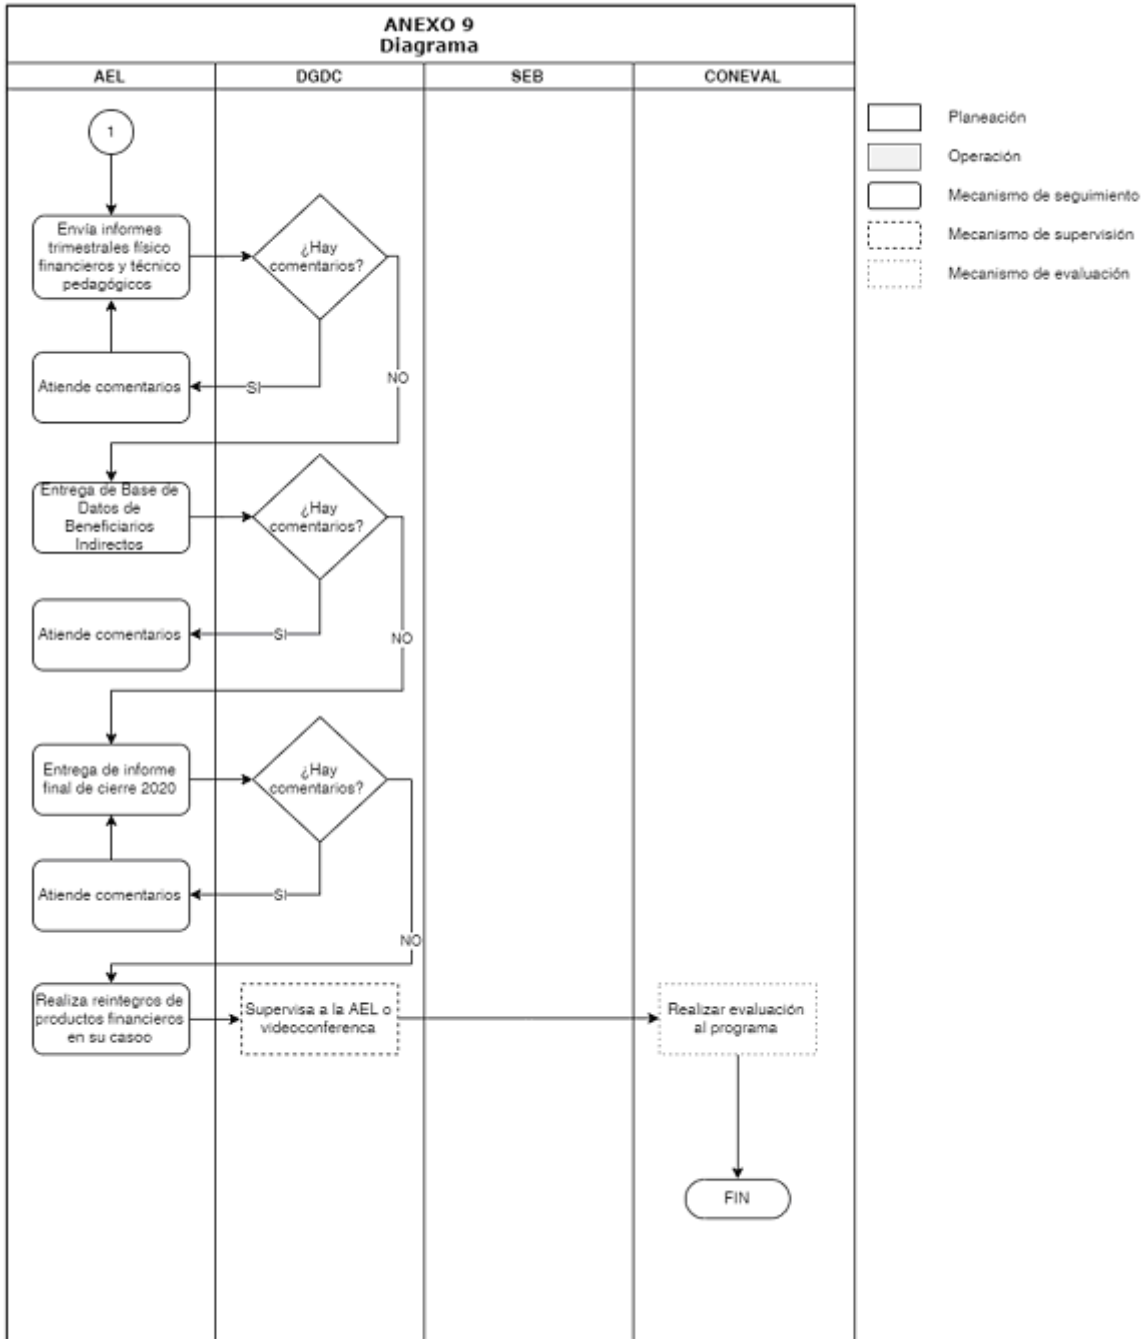 ANEXO 9
Diagrama
AEL
DGDC
SEB
CONEVAL
1
Planeación
Operación
Mecanismo de seguimiento
Mecanismo de supervisión
Mecanismo de evaluación
Envía informes
trimestrales físico
financieros y técnico
pedagógicos
¿Hay
comentarios?
Atiende comentarios
SI
NO
Entrega de Base de
Datos de
Beneficiarios
Indirectos
¿Hay
comentarios?
Atiende comentarios
SI
NO
Entrega de informe
final de cierre 2020
¿Hay
comentarios?
Atiende comentarios
SI
NO
Realiza reintegros de
productos financieros
en su casoo
Supervisa a la AEL o
videoconferenca
Realizar evaluación
al programa
FIN